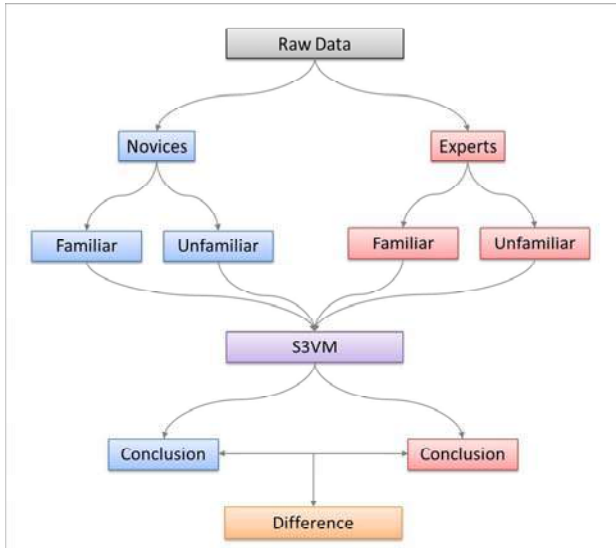 Raw Data
Novices
Experts
Familiar
Unfamiliar
Familiar
Unfamiliar
S3VM
Conclusion
Conclusion
Difference